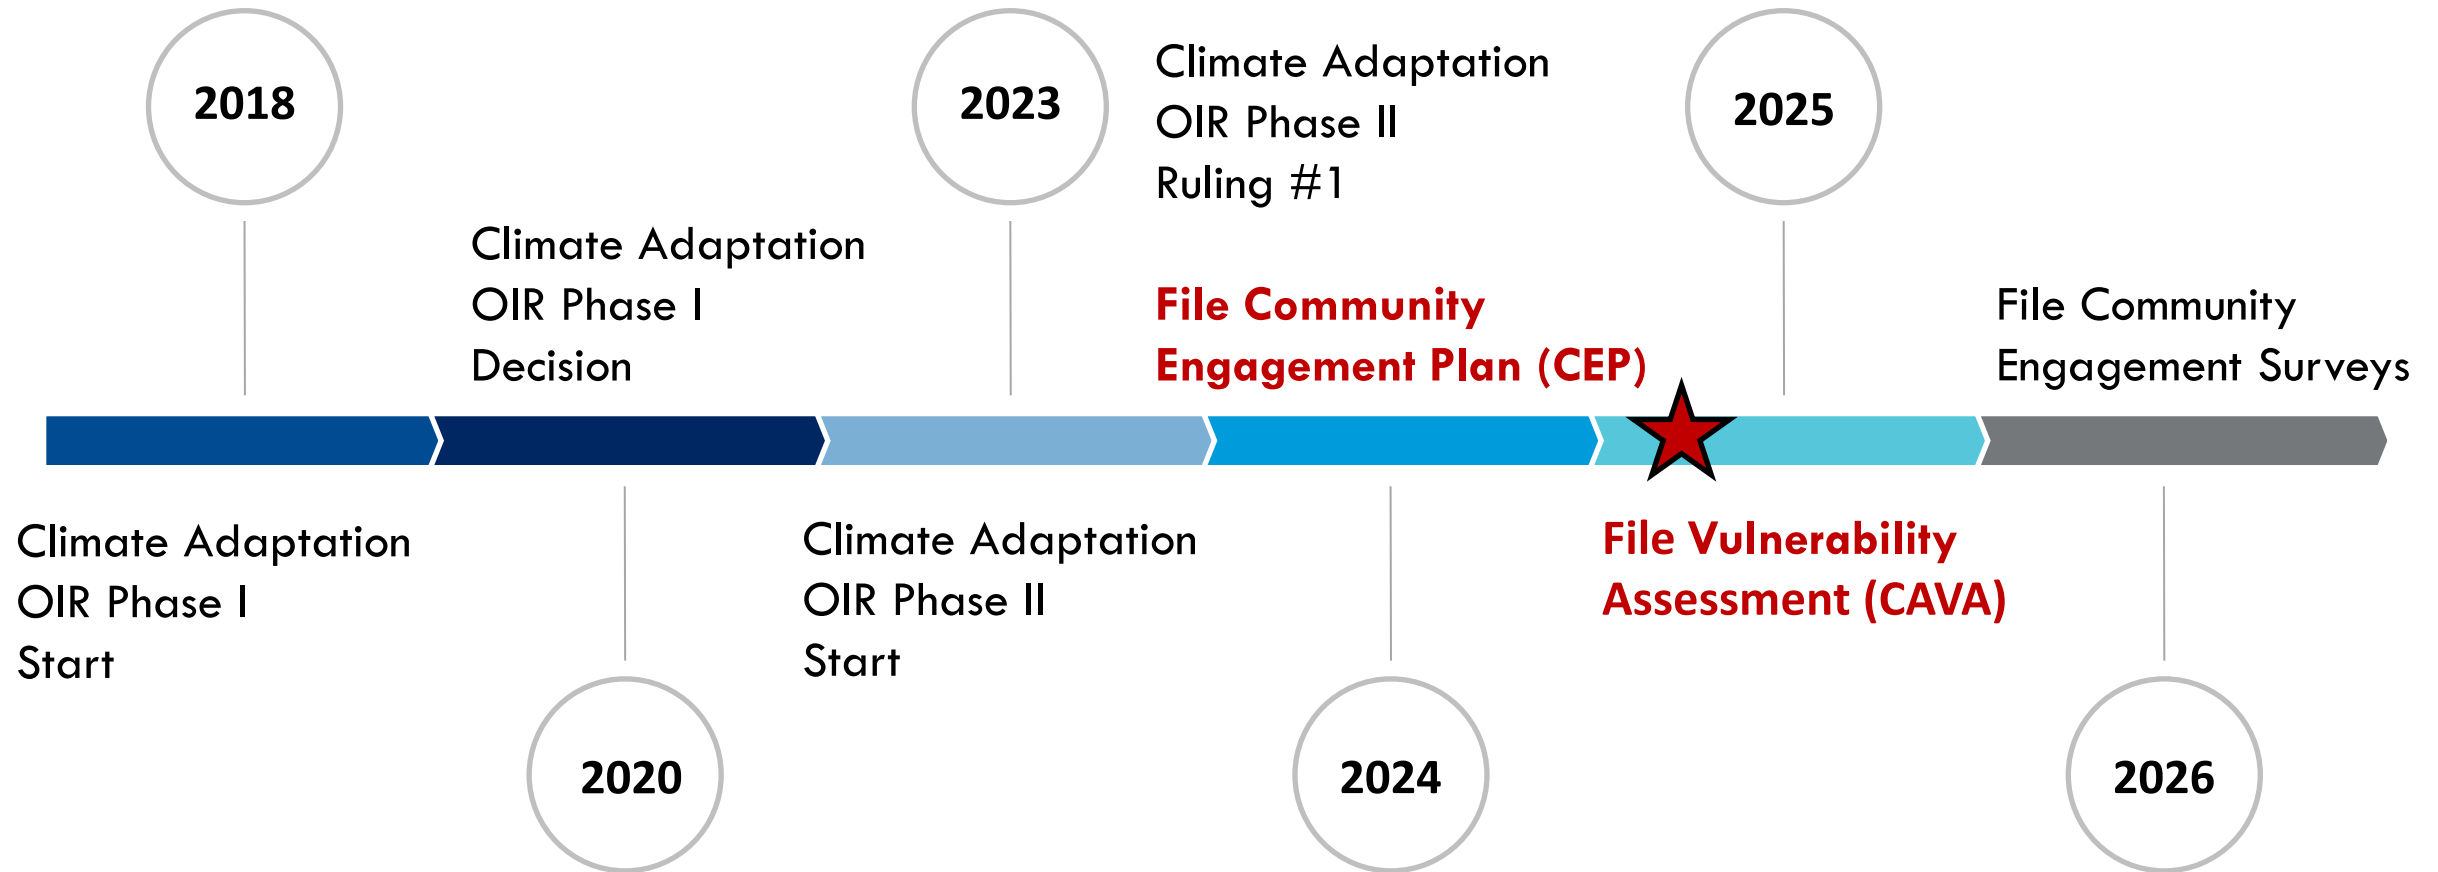 2018
Climate Adaptation
OIR Phase I
Start
Climate Adaptation
OIR Phase I
Decision
2020
2023
Climate Adaptation
OIR Phase II
Start
Climate Adaptation
OIR Phase II
Ruling #1
File Community
Engagement Plan (CEP)
2024
2025
File Vulnerability
Assessment (CAVA)
File Community
Engagement Surveys
2026